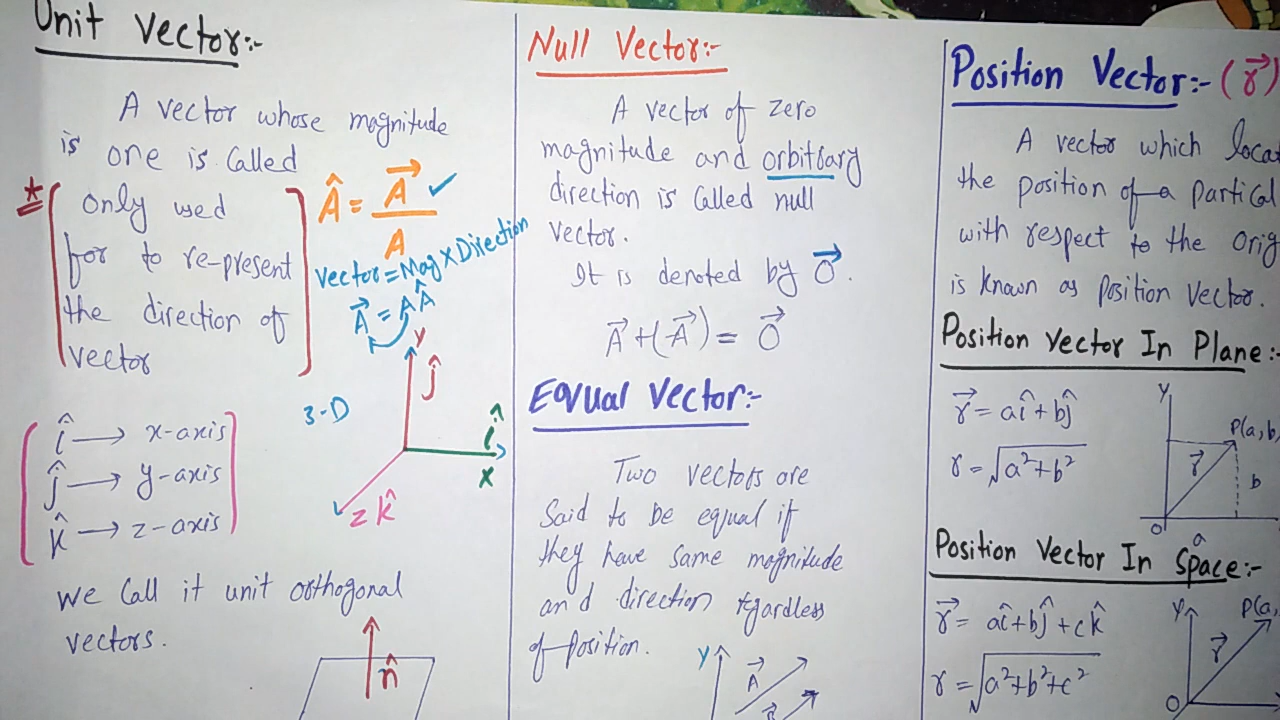 Unit Vector:-
A vector whose magnitude
is one is Called
* only used
for to re-present
the direction of
vector
Â = A⃗ / A ✓
Vector = Mag x Direction
A⃗ = AÂ
3-D
y
ĵ
î
x
z k̂
î → x-axis
ĵ → y-axis
k̂ → z-axis
we Call it unit orthogonal
vectors.
n̂
Null Vector:-
A vector of zero
magnitude and orbitsary
direction is Called null
vector.
It is denoted by O⃗.
A⃗+(-A⃗) = O⃗
Equal Vector:-
Two vectors are
Said to be equal if
they have same magnitude
and direction regardless
of position.
Y
A⃗
Position Vector:- (r⃗)
A vector which locat
the position of a partical
with respect to the Orig
is known as position Vector.
Position Vector In Plane:-
r⃗ = aî+bĵ
r = √a²+b²
Y
P(a,b,
r⃗
b
O
a
Position Vector In Space:-
r⃗ = aî+bĵ+ck̂
r = √a²+b²+c²
Y
P(a,
r⃗
O